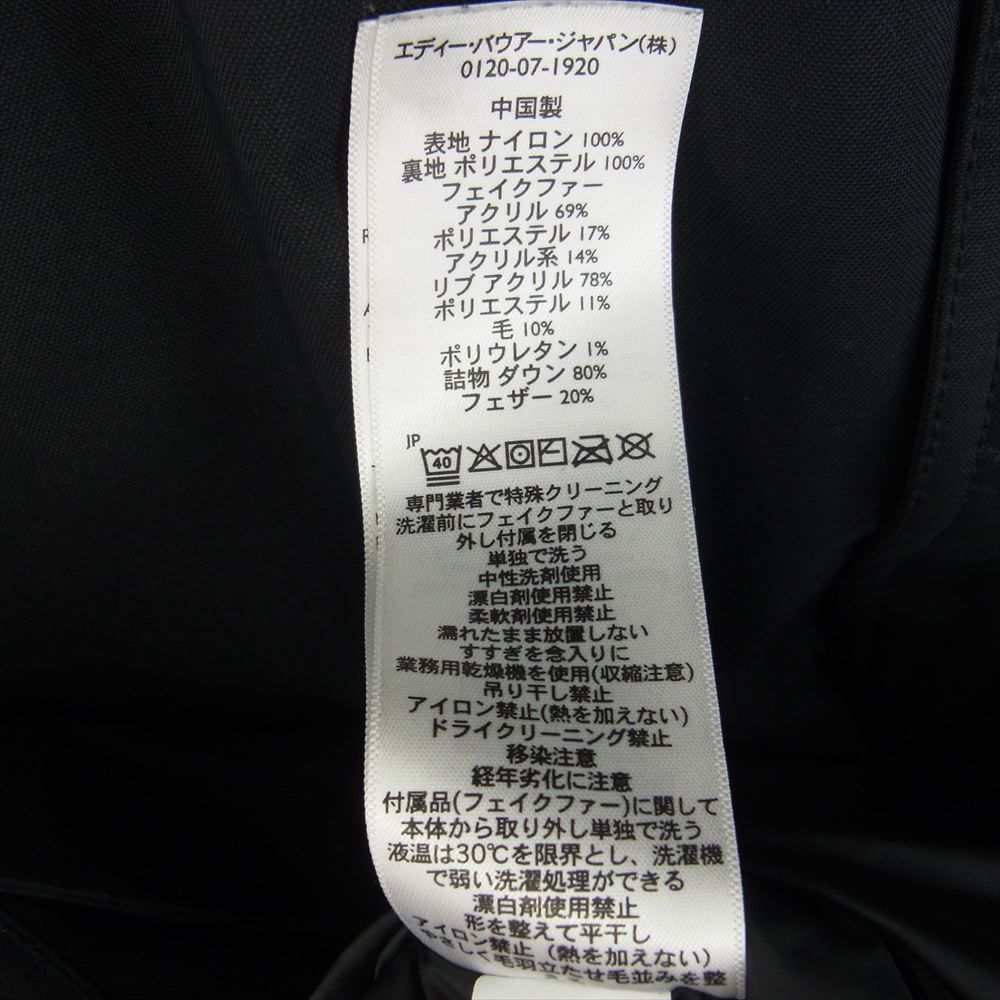 エディー・バウアー・ジャパン(株)
0120-07-1920
中国製
表地 ナイロン 100%
裏地 ポリエステル 100%
フェイクファー
アクリル 69%
ポリエステル 17%
アクリル系 14%
リブ アクリル 78%
ポリエステル 11%
毛 10%
ポリウレタン 1%
詰物 ダウン 80%
フェザー 20%
JP
40
専門業者で特殊クリーニング
洗濯前にフェイクファーと取り
外し付属を閉じる
単独で洗う
中性洗剤使用
漂白剤使用禁止
柔軟剤使用禁止
濡れたまま放置しない
すすぎを念入りに
業務用乾燥機を使用(収縮注意)
吊り干し禁止
アイロン禁止(熱を加えない)
ドライクリーニング禁止
移染注意
経年劣化に注意
付属品(フェイクファー)に関して
本体から取り外し単独で洗う
液温は30℃を限界とし、洗濯機
で弱い洗濯処理ができる
漂白剤使用禁止
形を整えて平干し
アイロン禁止（熱を加えない)
やさしく毛羽立たせ毛並みを整